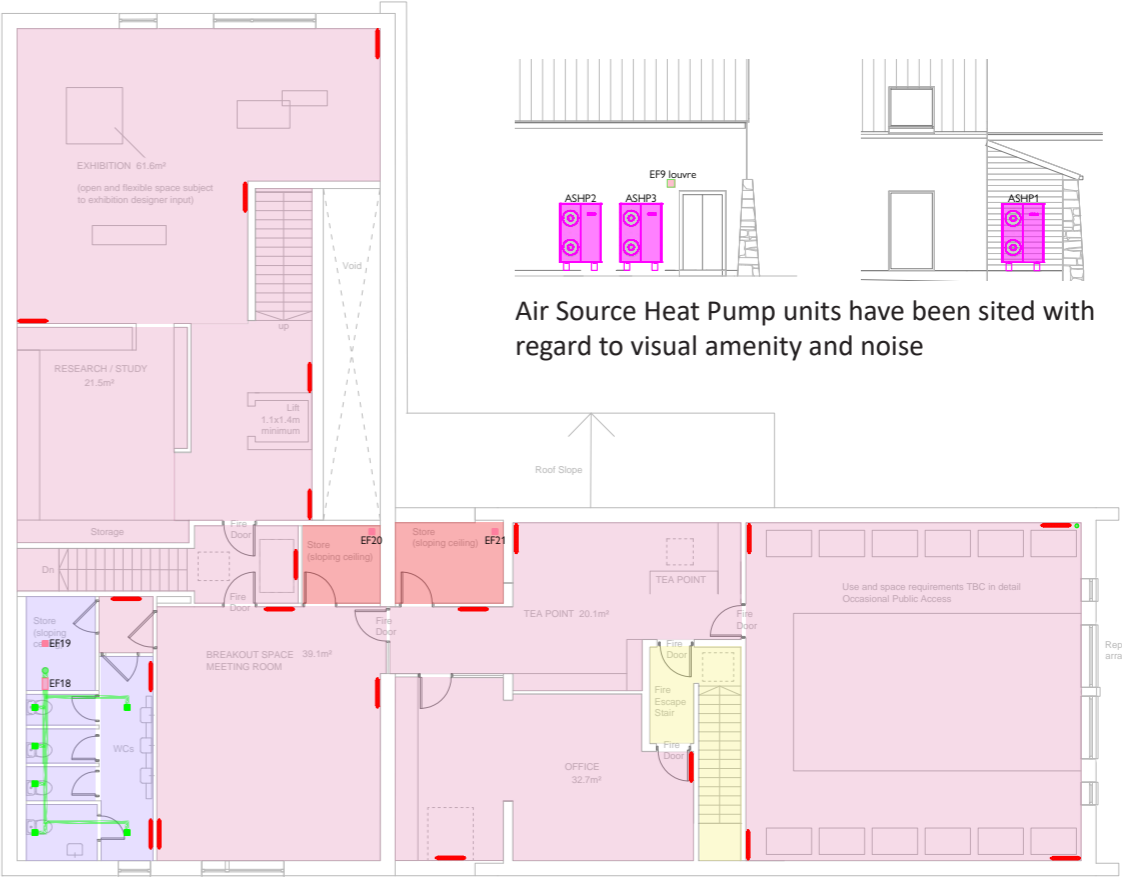 EF9 louvre
ASHP2
ASHP3
ASHP1
Air Source Heat Pump units have been sited with
regard to visual amenity and noise
EXHIBITION 61.6m²
(open and flexible space subject
to exhibition designer input)
Void
up
RESEARCH / STUDY
21.5m²
Lift
1.1x1.4m
minimum
Roof Slope
Storage
Fire
Door
Store
(sloping ceiling)
EF20
Store
(sloping ceiling)
EF21
Dn
Fire
Door
TEA POINT
Use and space requirements TBC in detail
Occasional Public Access
Store
(sloping
EF19
EF18
Fire
Door
TEA POINT 20.1m²
Fire
Door
BREAKOUT SPACE 39.1m²
MEETING ROOM
Fire
Door
Fire
Escape
Stair
Rep
arra
WCs
Fire
Door
OFFICE
32.7m²